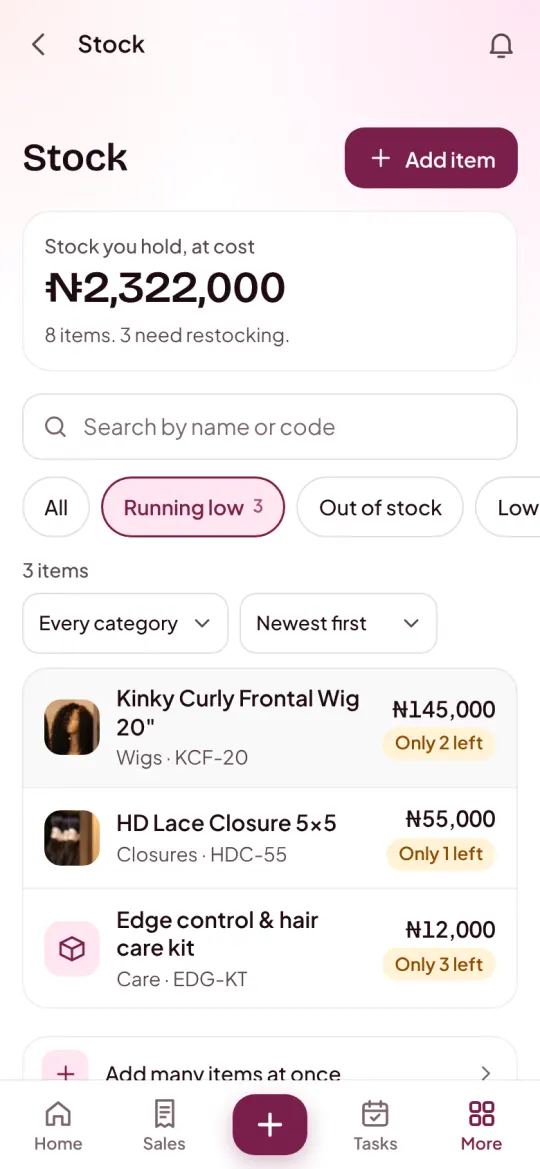 Stock
Stock
Add item
Stock you hold, at cost
₦2,322,000
8 items. 3 need restocking.
Search by name or code
All
Running low 3
Out of stock
Low
3 items
Every category
Newest first
Kinky Curly Frontal Wig
20"
Wigs · KCF-20
₦145,000
Only 2 left
HD Lace Closure 5×5
Closures · HDC-55
₦55,000
Only 1 left
Edge control & hair
care kit
Care · EDG-KT
₦12,000
Only 3 left
Add many items at once
Home
Sales
Tasks
More